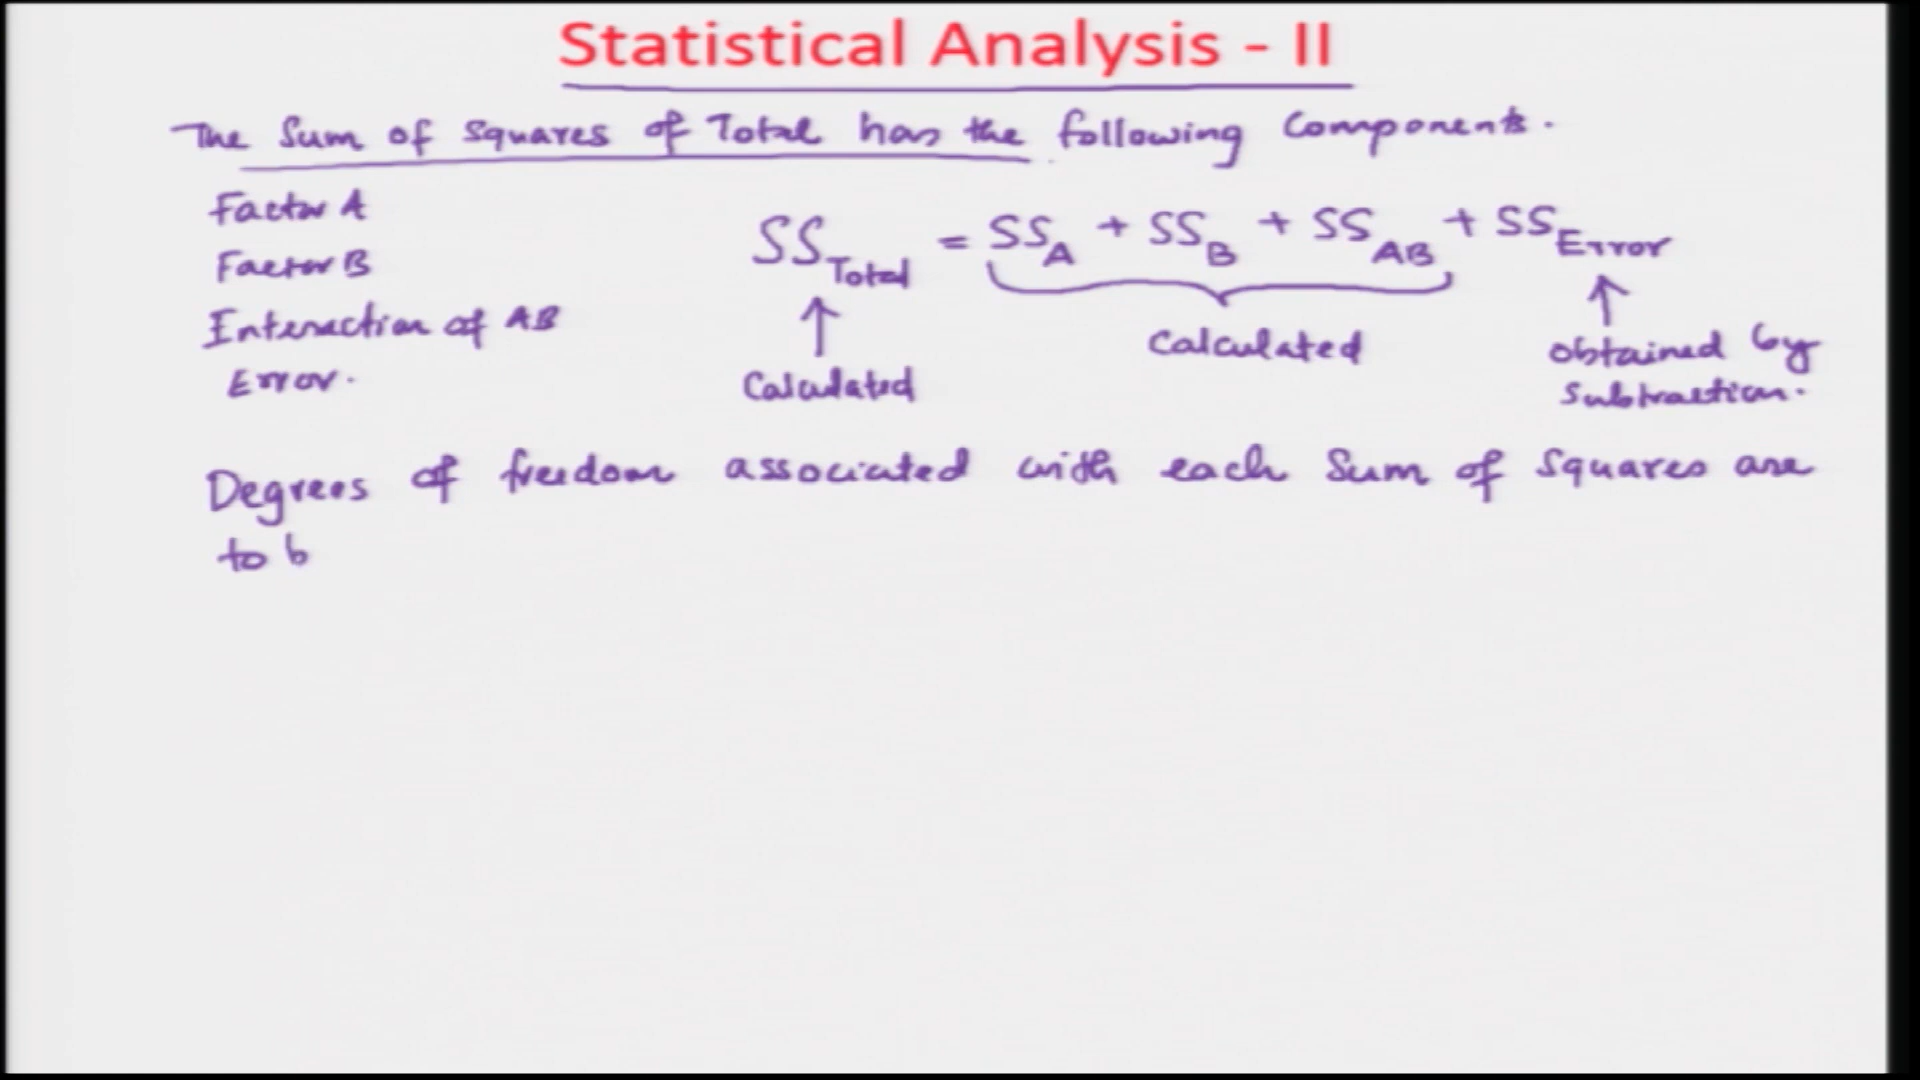 Statistical Analysis - II
The Sum of Squares of Total has the following Components.
Factor A
Factor B
Interaction of AB
Error.
SS_Total = SS_A + SS_B + SS_AB + SS_Error
Calculated
Calculated
Obtained by
Subtraction.
Degrees of freedom associated with each Sum of Squares are
to b